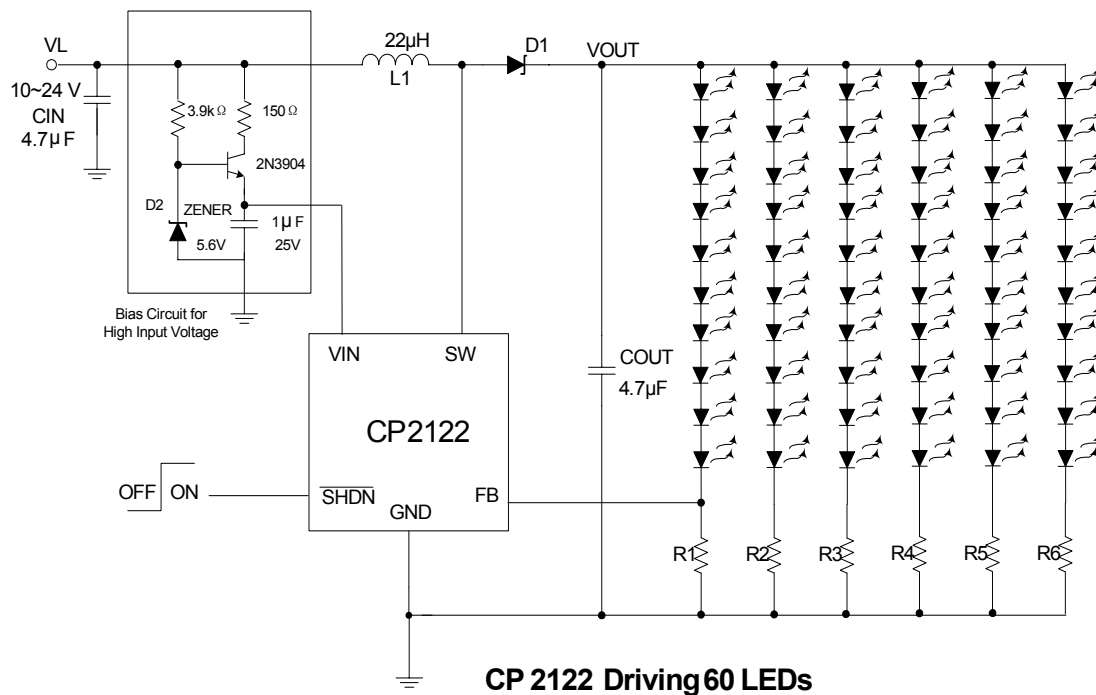 VL
10~24 V
CIN
4.7μF
3.9kΩ
150Ω
2N3904
D2
ZENER
5.6V
1μF
25V
Bias Circuit for
High Input Voltage
22μH
L1
D1
VOUT
VIN
SW
CP2122
SHDN
GND
FB
OFF
ON
COUT
4.7μF
R1
R2
R3
R4
R5
R6
CP 2122 Driving 60 LEDs